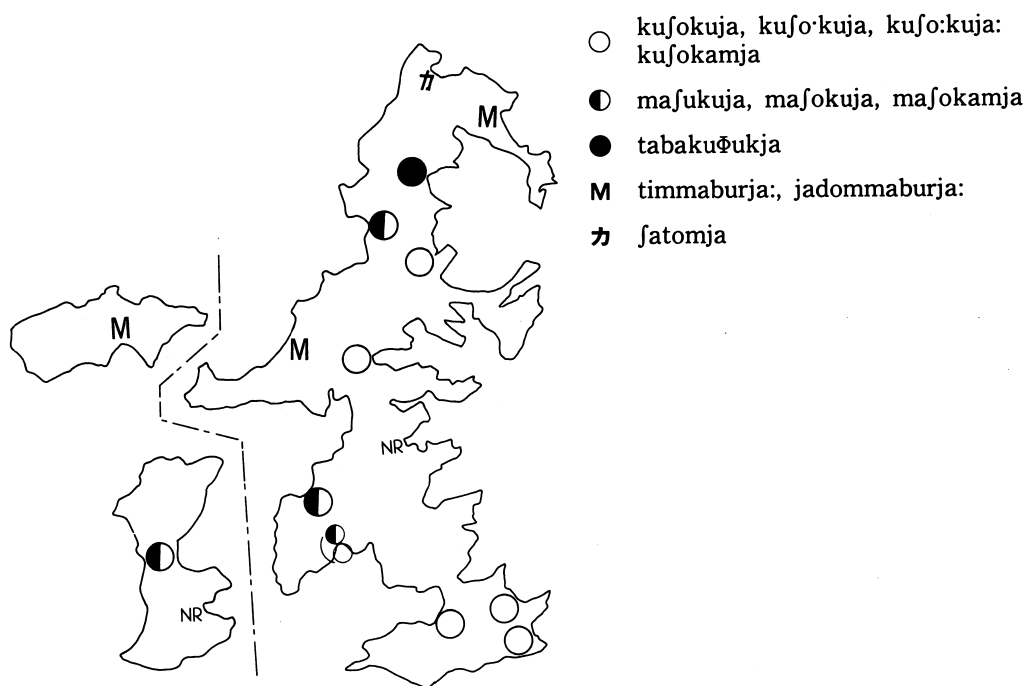 kuʃokuja, kuʃo·kuja, kuʃo:kuja:
kuʃokamja
maʃukuja, maʃokuja, maʃokamja
tabakuΦukja
M timmaburja:, jadommaburja:
カ ʃatomja
カ
M
M
M
NR
NR